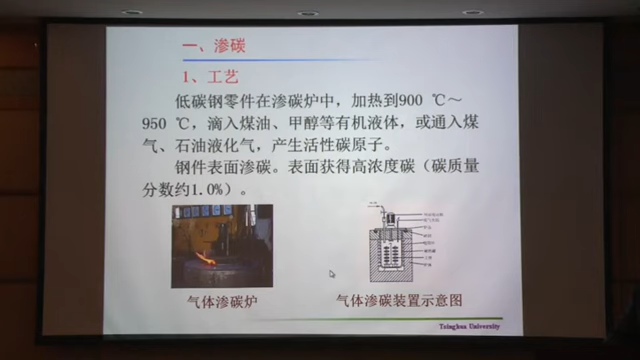 一、渗碳
1、工艺
低碳钢零件在渗碳炉中，加热到900 ℃～
950 ℃，滴入煤油、甲醇等有机液体，或通入煤
气、石油液化气，产生活性碳原子。
钢件表面渗碳。表面获得高浓度碳（碳质量
分数约1.0%）。
气体渗碳炉
气体渗碳装置示意图
Tsinghua University